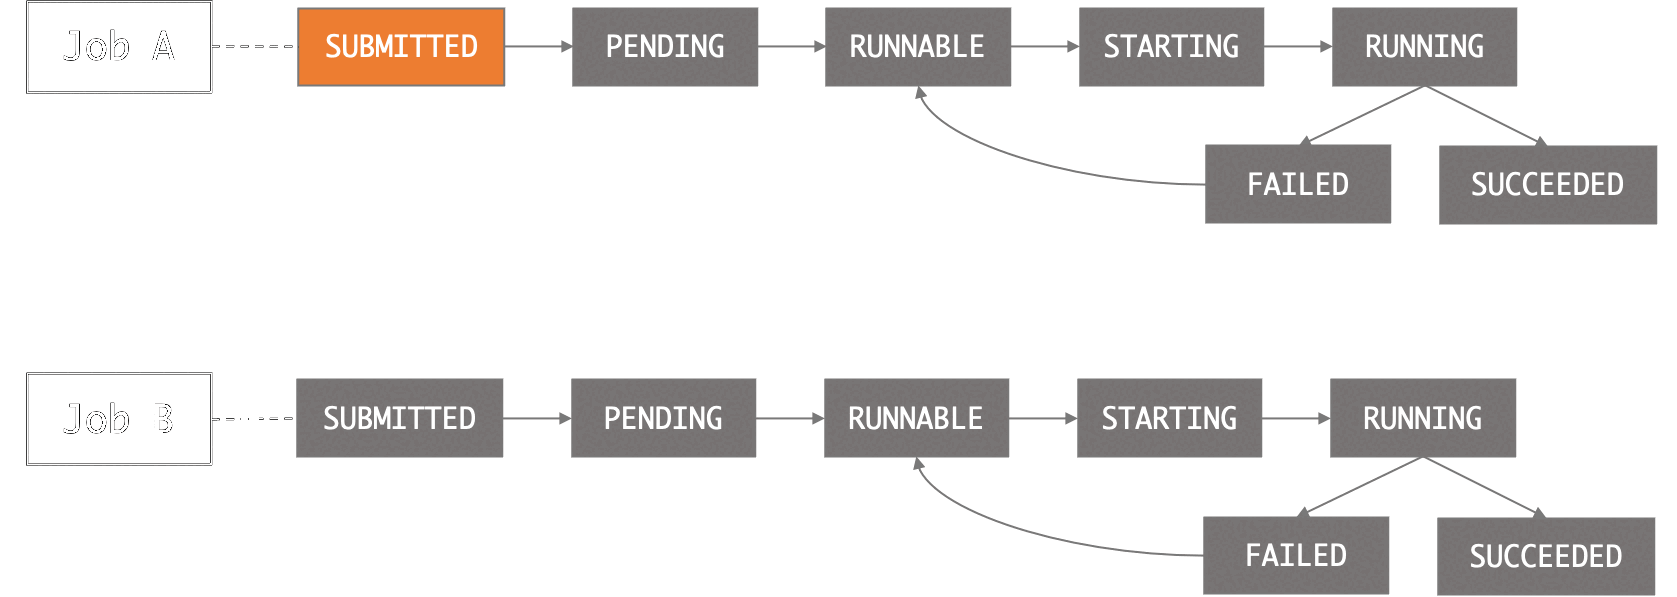 Job A
SUBMITTED
PENDING
RUNNABLE
STARTING
RUNNING
FAILED
SUCCEEDED
Job B
SUBMITTED
PENDING
RUNNABLE
STARTING
RUNNING
FAILED
SUCCEEDED